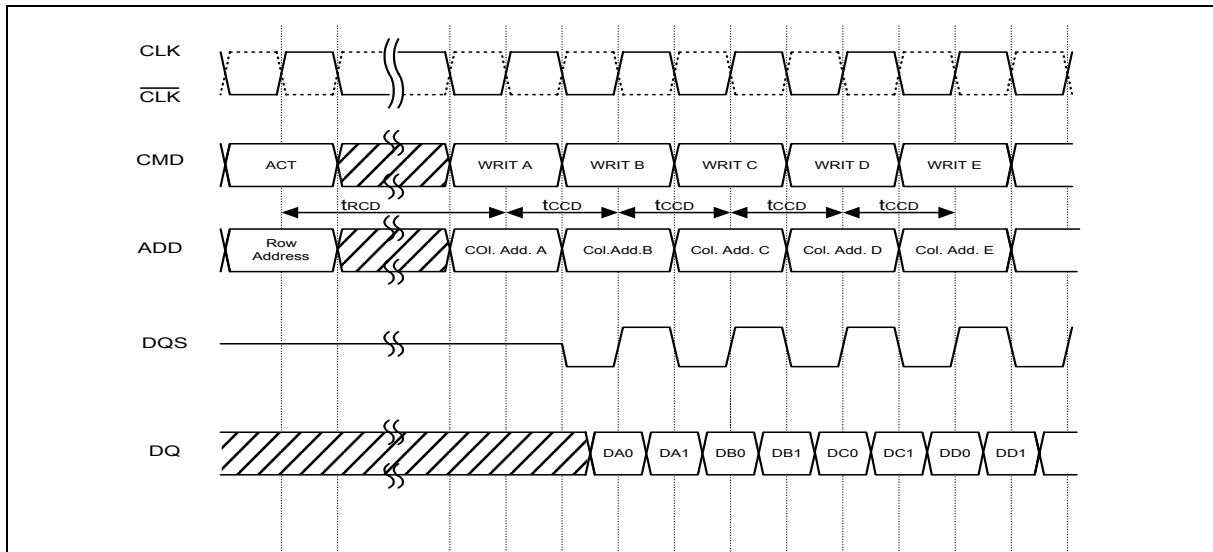 CLK
CLK
CMD ACT WRIT A WRIT B WRIT C WRIT D WRIT E
tRCD tCCD tCCD tCCD tCCD
ADD Row Address COl. Add. A Col.Add.B Col. Add. C Col. Add. D Col. Add. E
DQS
DQ DA0 DA1 DB0 DB1 DC0 DC1 DD0 DD1